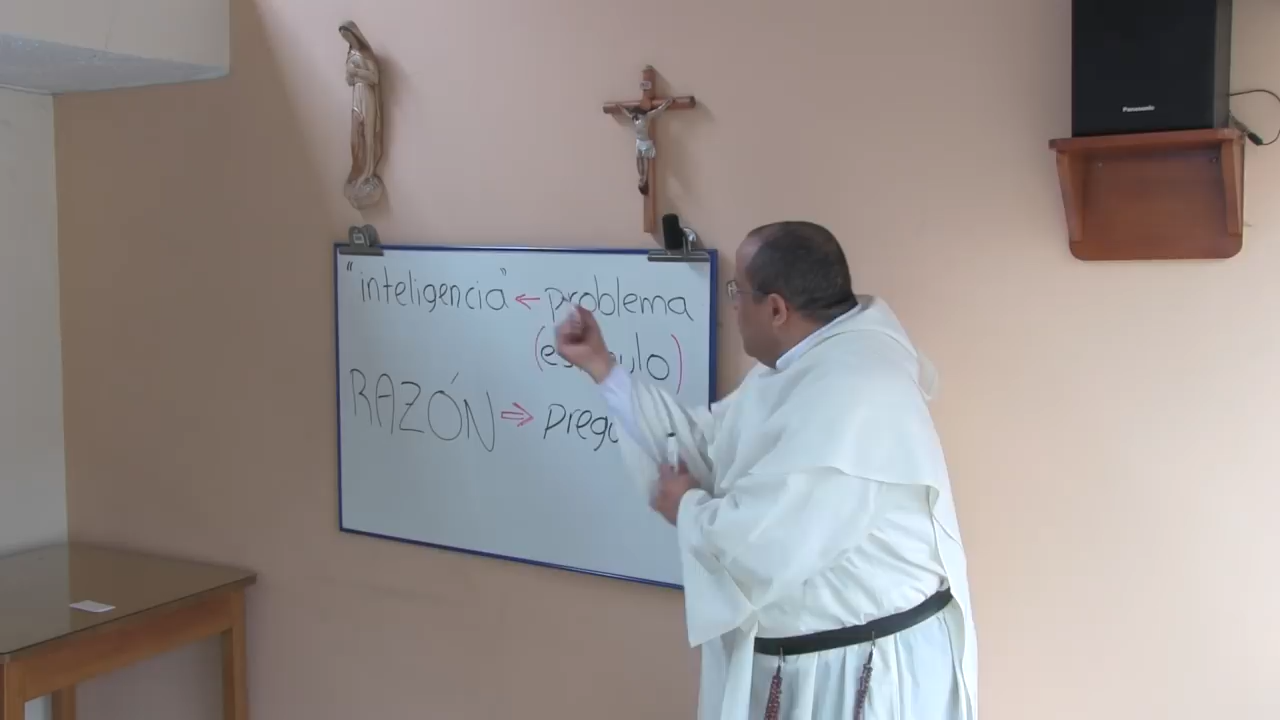 "inteligencia" ← problema
RAZÓN ⇒
Panasonic